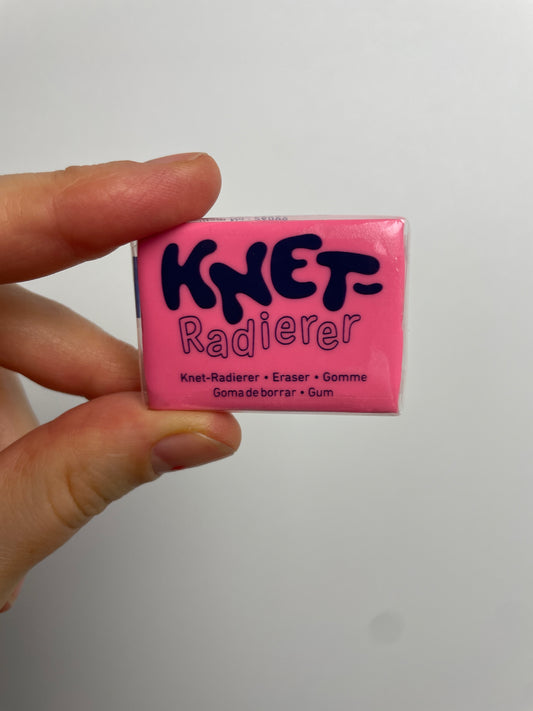 KNET-
Radierer
Knet-Radierer • Eraser • Gomme
Goma de borrar • Gum